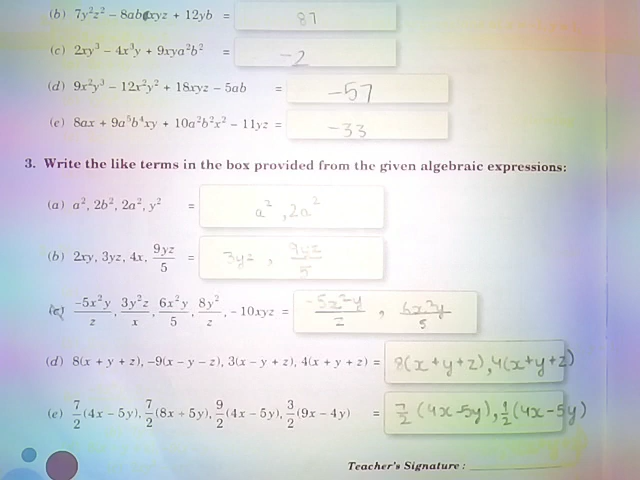 (b) 7y²z² – 8abcxyz + 12yb = 87
(c) 2xy³ – 4x³y + 9xya²b² = –2
(d) 9x²y³ – 12x²y² + 18xyz – 5ab = –57
(e) 8ax + 9a⁵b⁴xy + 10a²b²x² – 11yz = –33
3. Write the like terms in the box provided from the given algebraic expressions:
(a) a², 2b², 2a², y² = a², 2a²
(b) 2xy, 3yz, 4x, 9yz/5 = 3yz, 9yz/5
(c) –5x²y/z, 3y²z/x, 6x²y/5, 8y²/z, – 10xyz = –5x²y/z, 6x²y/5
(d) 8(x + y + z), –9(x – y – z), 3(x – y + z), 4(x + y + z) = 8(x+y+z), 4(x+y+z)
(e) 7/2(4x – 5y), 7/2(8x + 5y), 9/2(4x – 5y), 3/2(9x – 4y) = 7/2(4x–5y), 1/2(4x–5y)
Teacher's Signature :